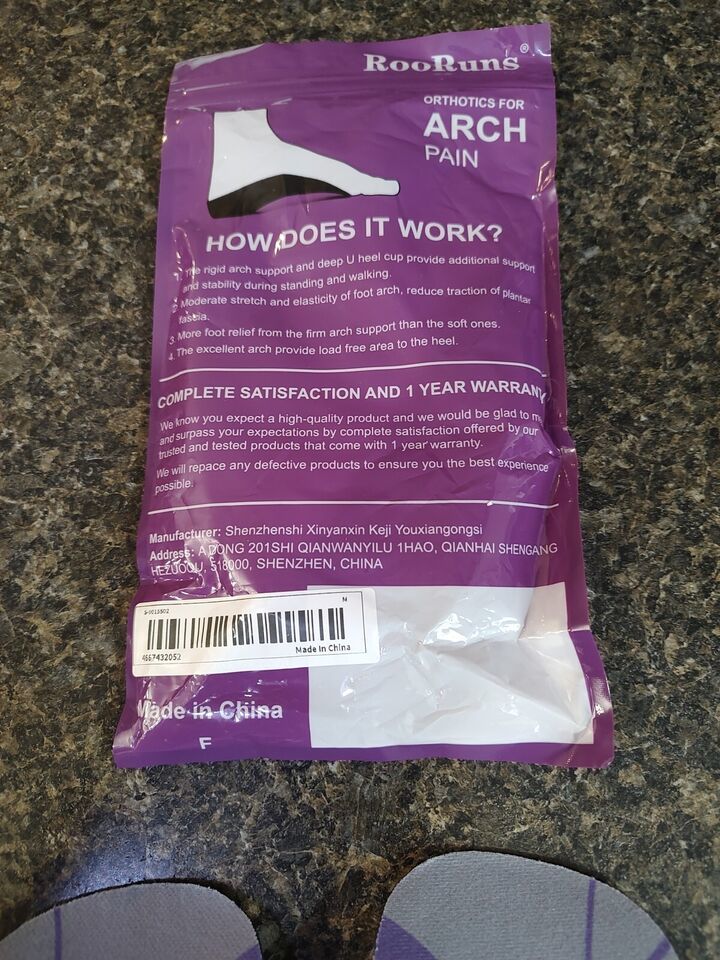 RooRuns®
ORTHOTICS FOR
ARCH
PAIN
HOW DOES IT WORK?
1. The rigid arch support and deep U heel cup provide additional support
and stability during standing and walking.
2. Moderate stretch and elasticity of foot arch, reduce traction of plantar
fascia.
3. More foot relief from the firm arch support than the soft ones.
4. The excellent arch provide load free area to the heel.
COMPLETE SATISFACTION AND 1 YEAR WARRANTY
We know you expect a high-quality product and we would be glad to
and surpass your expectations by complete satisfaction offered by our
trusted and tested products that come with 1 year warranty.
We will repace any defective products to ensure you the best experience
possible.
Manufacturer: Shenzhenshi Xinyanxin Keji Youxiangongsi
Address: A DONG 201SHI QIANWANYILU 1HAO, QIANHAI SHENGANG
HEZUOQU, 518000, SHENZHEN, CHINA
M
4667432052
Made In China
Made in China
F